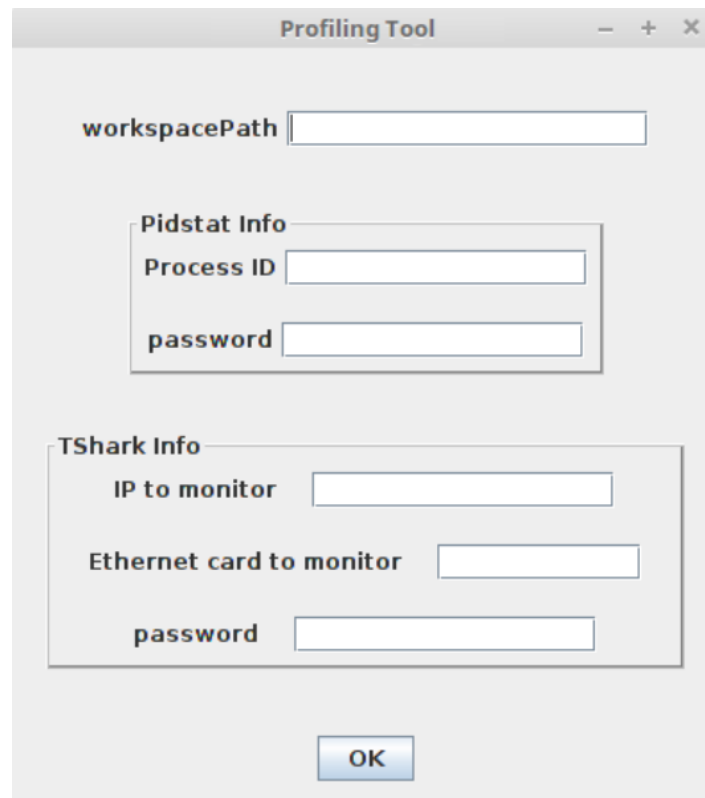 Profiling Tool
workspacePath
Pidstat Info
Process ID
password
TShark Info
IP to monitor
Ethernet card to monitor
password
OK